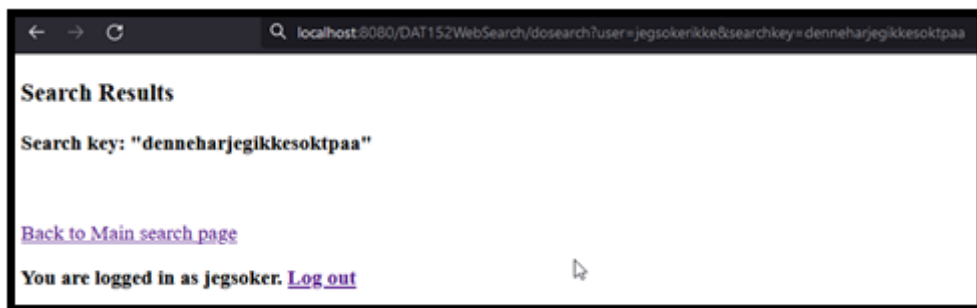 localhost:8080/DAT152WebSearch/dosearch?user=jegsokerikke&searchkey=denneharjegikkesoktpaa
Search Results
Search key: "denneharjegikkesoktpaa"
Back to Main search page
You are logged in as jegsoker. Log out